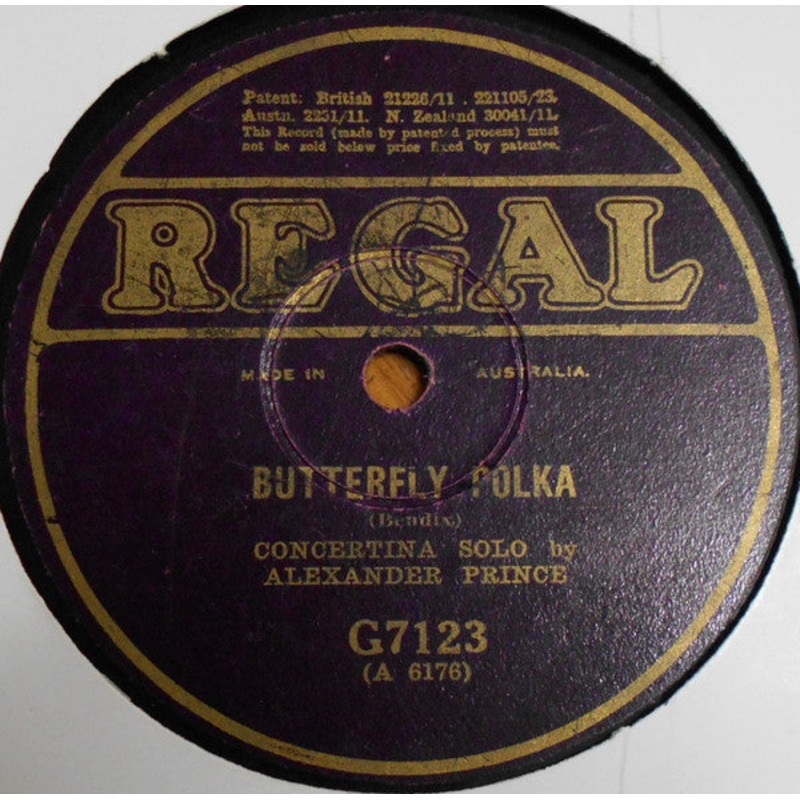 Patent: British 21226/11 . 221105/23.
Austn. 2251/11. N. Zealand 30041/11.
This Record (made by patented process) must
not be sold below price fixed by patentee.
REGAL
MADE IN AUSTRALIA.
BUTTERFLY POLKA
(Bendix)
CONCERTINA SOLO by
ALEXANDER PRINCE
G7123
(A 6176)